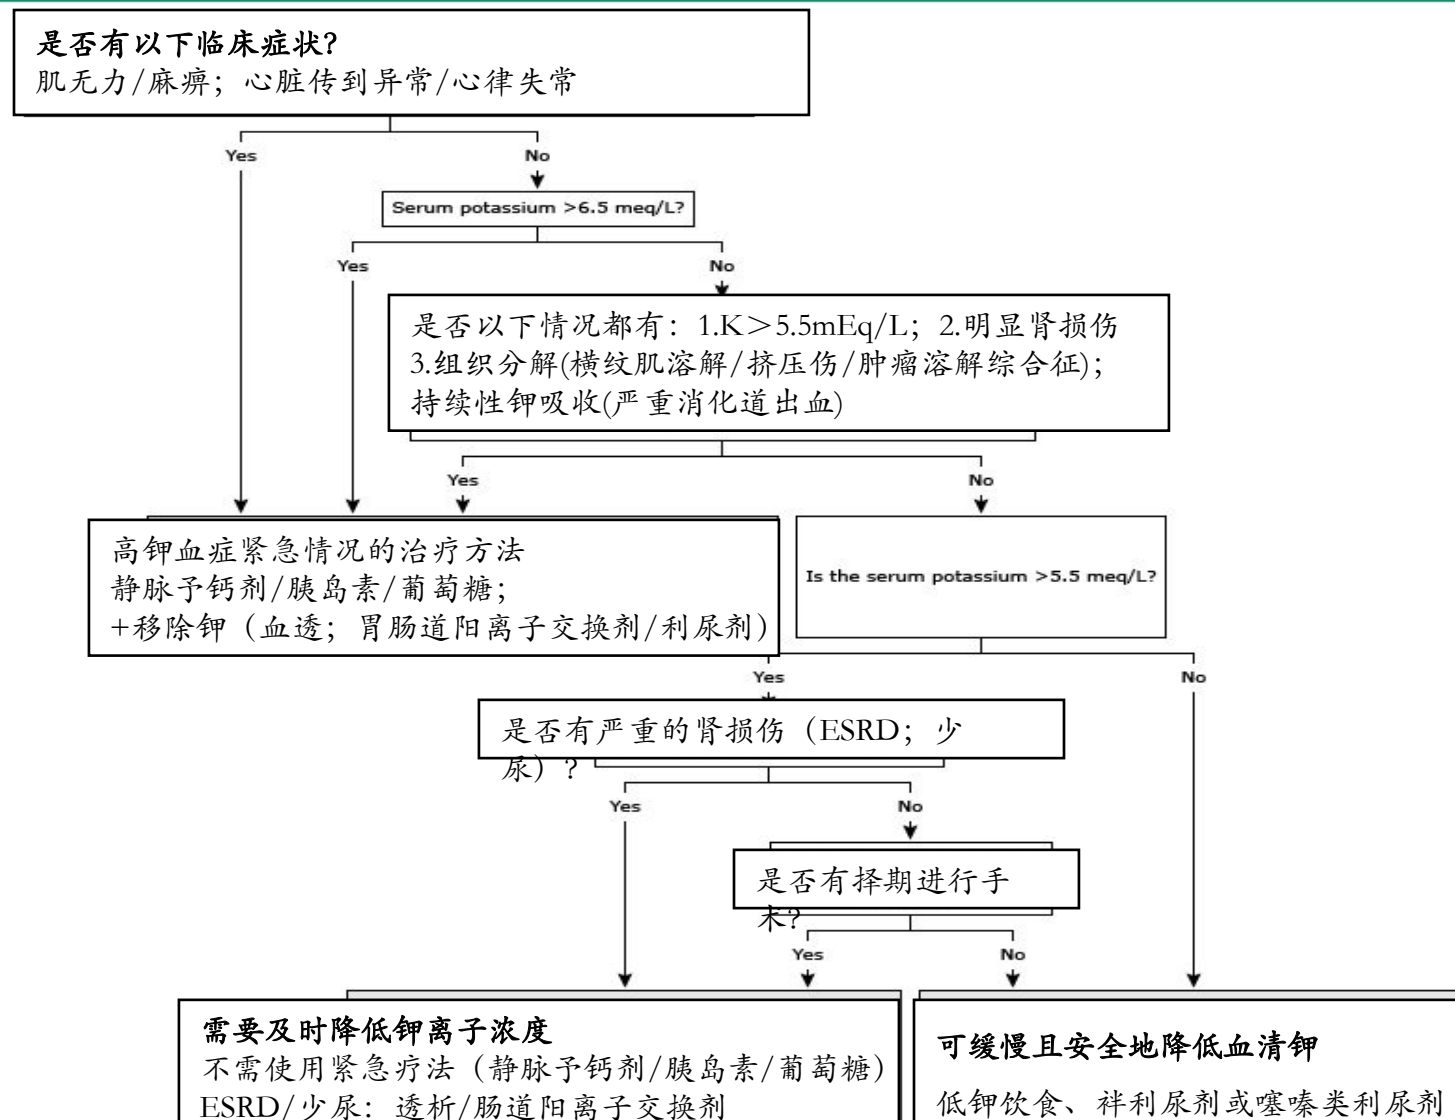 是否有以下临床症状?
肌无力/麻痹；心脏传到异常/心律失常
Yes
No
Serum potassium >6.5 meq/L?
Yes
No
是否以下情况都有：1.K＞5.5mEq/L；2.明显肾损伤
3.组织分解(横纹肌溶解/挤压伤/肿瘤溶解综合征)；
持续性钾吸收(严重消化道出血)
Yes
No
高钾血症紧急情况的治疗方法
静脉予钙剂/胰岛素/葡萄糖；
+移除钾（血透；胃肠道阳离子交换剂/利尿剂）
Is the serum potassium >5.5 meq/L?
Yes
No
是否有严重的肾损伤（ESRD；少
尿）?
Yes
No
是否有择期进行手
术?
Yes
No
需要及时降低钾离子浓度
不需使用紧急疗法（静脉予钙剂/胰岛素/葡萄糖）
ESRD/少尿：透析/肠道阳离子交换剂
可缓慢且安全地降低血清钾
低钾饮食、袢利尿剂或噻嗪类利尿剂